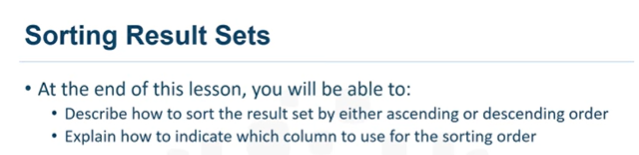 Sorting Result Sets
• At the end of this lesson, you will be able to:
• Describe how to sort the result set by either ascending or descending order
• Explain how to indicate which column to use for the sorting order